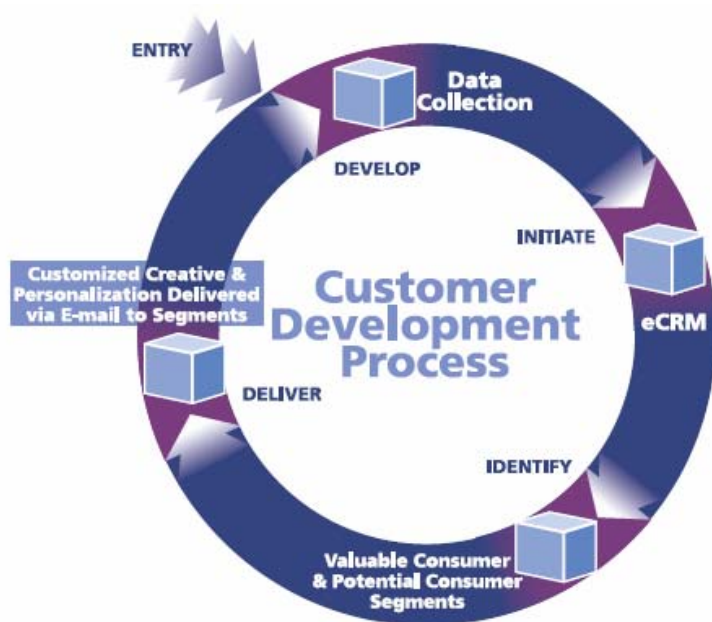 ENTRY
Data
Collection
DEVELOP
INITIATE
eCRM
Customized Creative &
Personalization Delivered
via E-mail to Segments
Customer
Development
Process
DELIVER
IDENTIFY
Valuable Consumer
& Potential Consumer
Segments